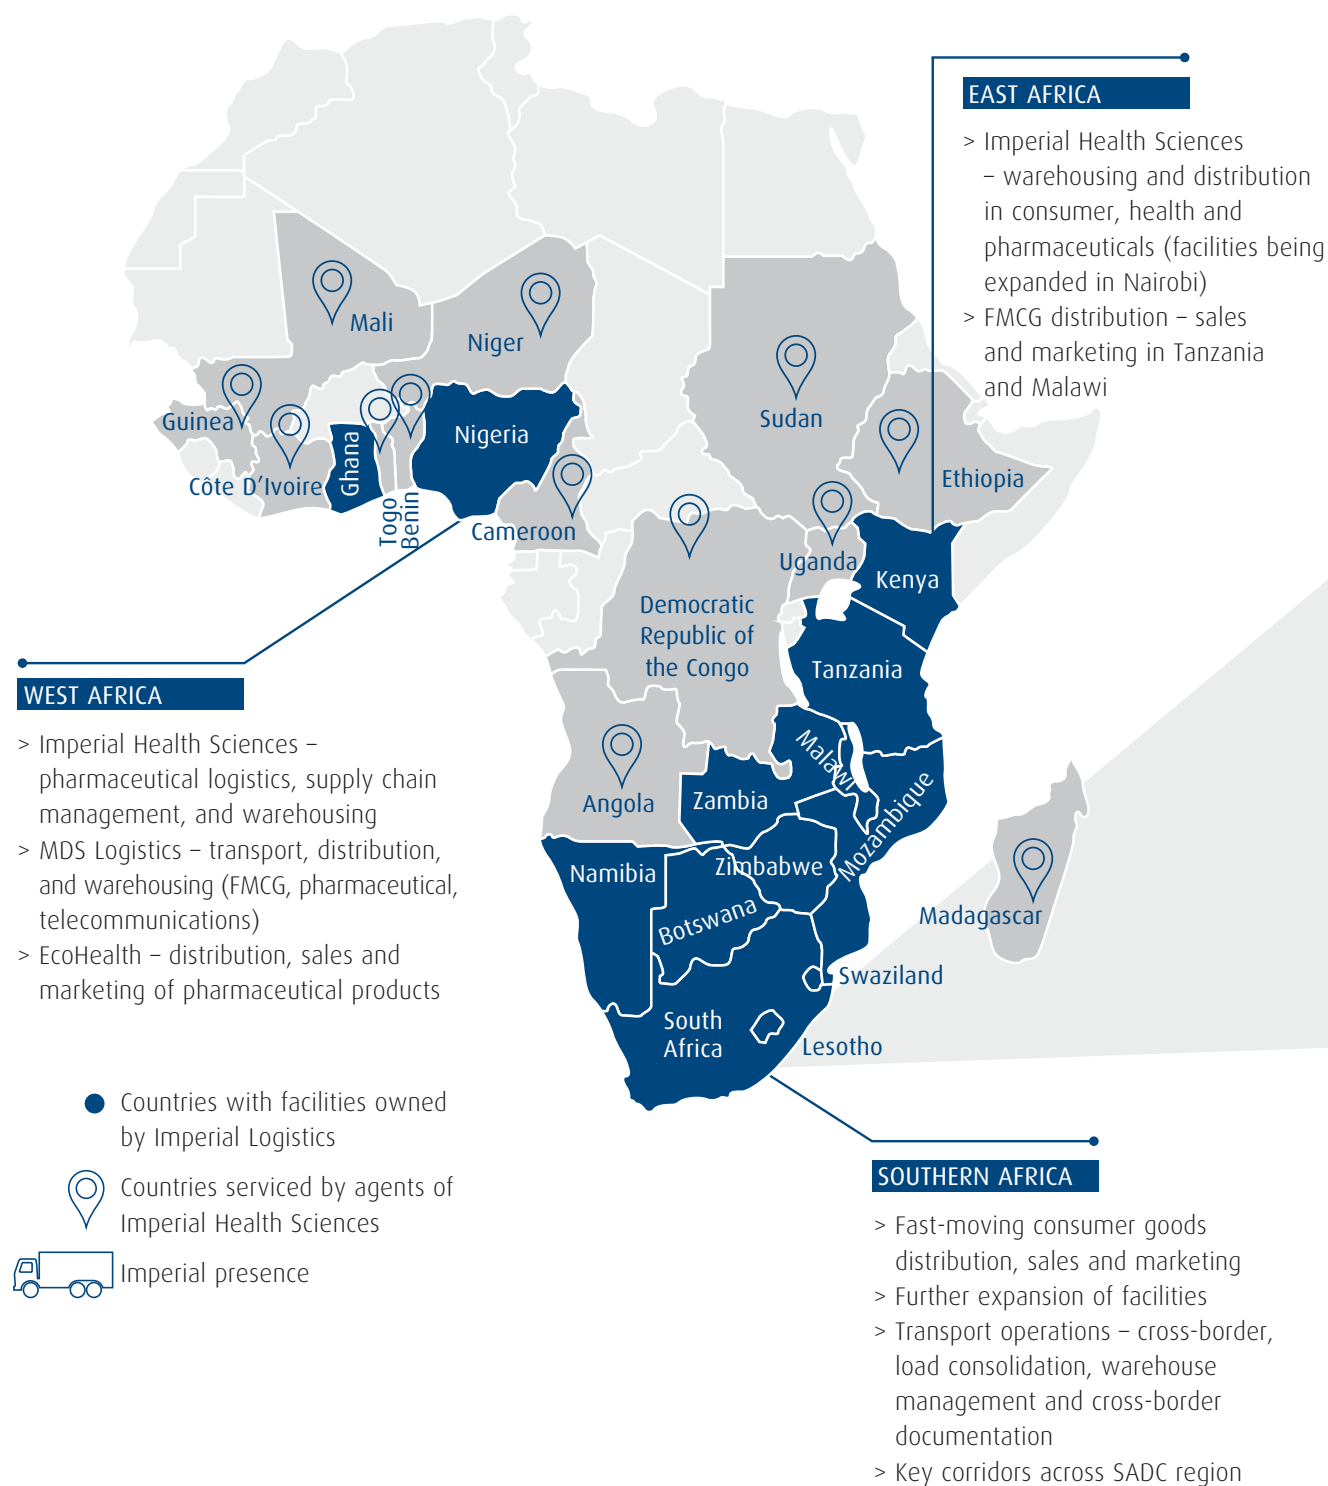 EAST AFRICA
> Imperial Health Sciences
– warehousing and distribution
in consumer, health and
pharmaceuticals (facilities being
expanded in Nairobi)
> FMCG distribution – sales
and marketing in Tanzania
and Malawi
Mali
Niger
Guinea
Côte D’Ivoire
Ghana
Togo
Benin
Nigeria
Cameroon
Sudan
Ethiopia
Uganda
Kenya
Democratic
Republic of
the Congo
Tanzania
Angola
Zambia
Malawi
Mozambique
Namibia
Zimbabwe
Botswana
Madagascar
Swaziland
South
Africa
Lesotho
WEST AFRICA
> Imperial Health Sciences –
pharmaceutical logistics, supply chain
management, and warehousing
> MDS Logistics – transport, distribution,
and warehousing (FMCG, pharmaceutical,
telecommunications)
> EcoHealth – distribution, sales and
marketing of pharmaceutical products
Countries with facilities owned
by Imperial Logistics
Countries serviced by agents of
Imperial Health Sciences
Imperial presence
SOUTHERN AFRICA
> Fast-moving consumer goods
distribution, sales and marketing
> Further expansion of facilities
> Transport operations – cross-border,
load consolidation, warehouse
management and cross-border
documentation
> Key corridors across SADC region